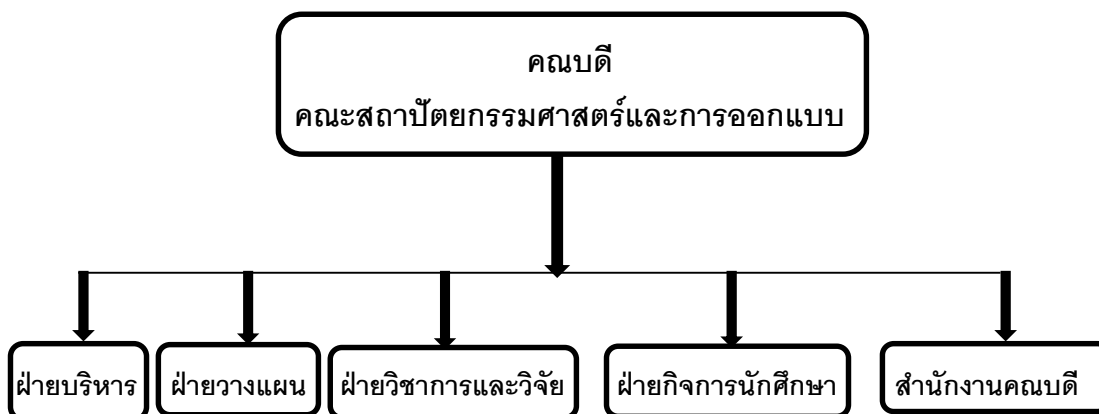 คณบดี
คณะสถาปัตยกรรมศาสตร์และการออกแบบ
ฝ่ายบริหาร
ฝ่ายวางแผน
ฝ่ายวิชาการและวิจัย
ฝ่ายกิจการนักศึกษา
สำนักงานคณบดี